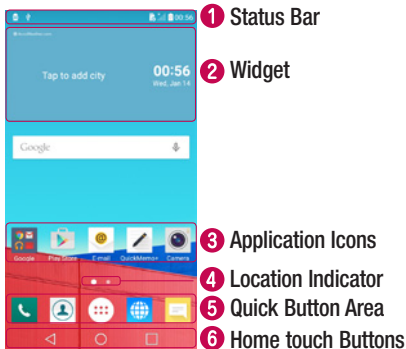 00:56
1 Status Bar
Tap to add city
00:56
Wed, Jan 14
2 Widget
Google
Google Play Store E-mail QuickMemo+ Camera
3 Application Icons
4 Location Indicator
5 Quick Button Area
6 Home touch Buttons